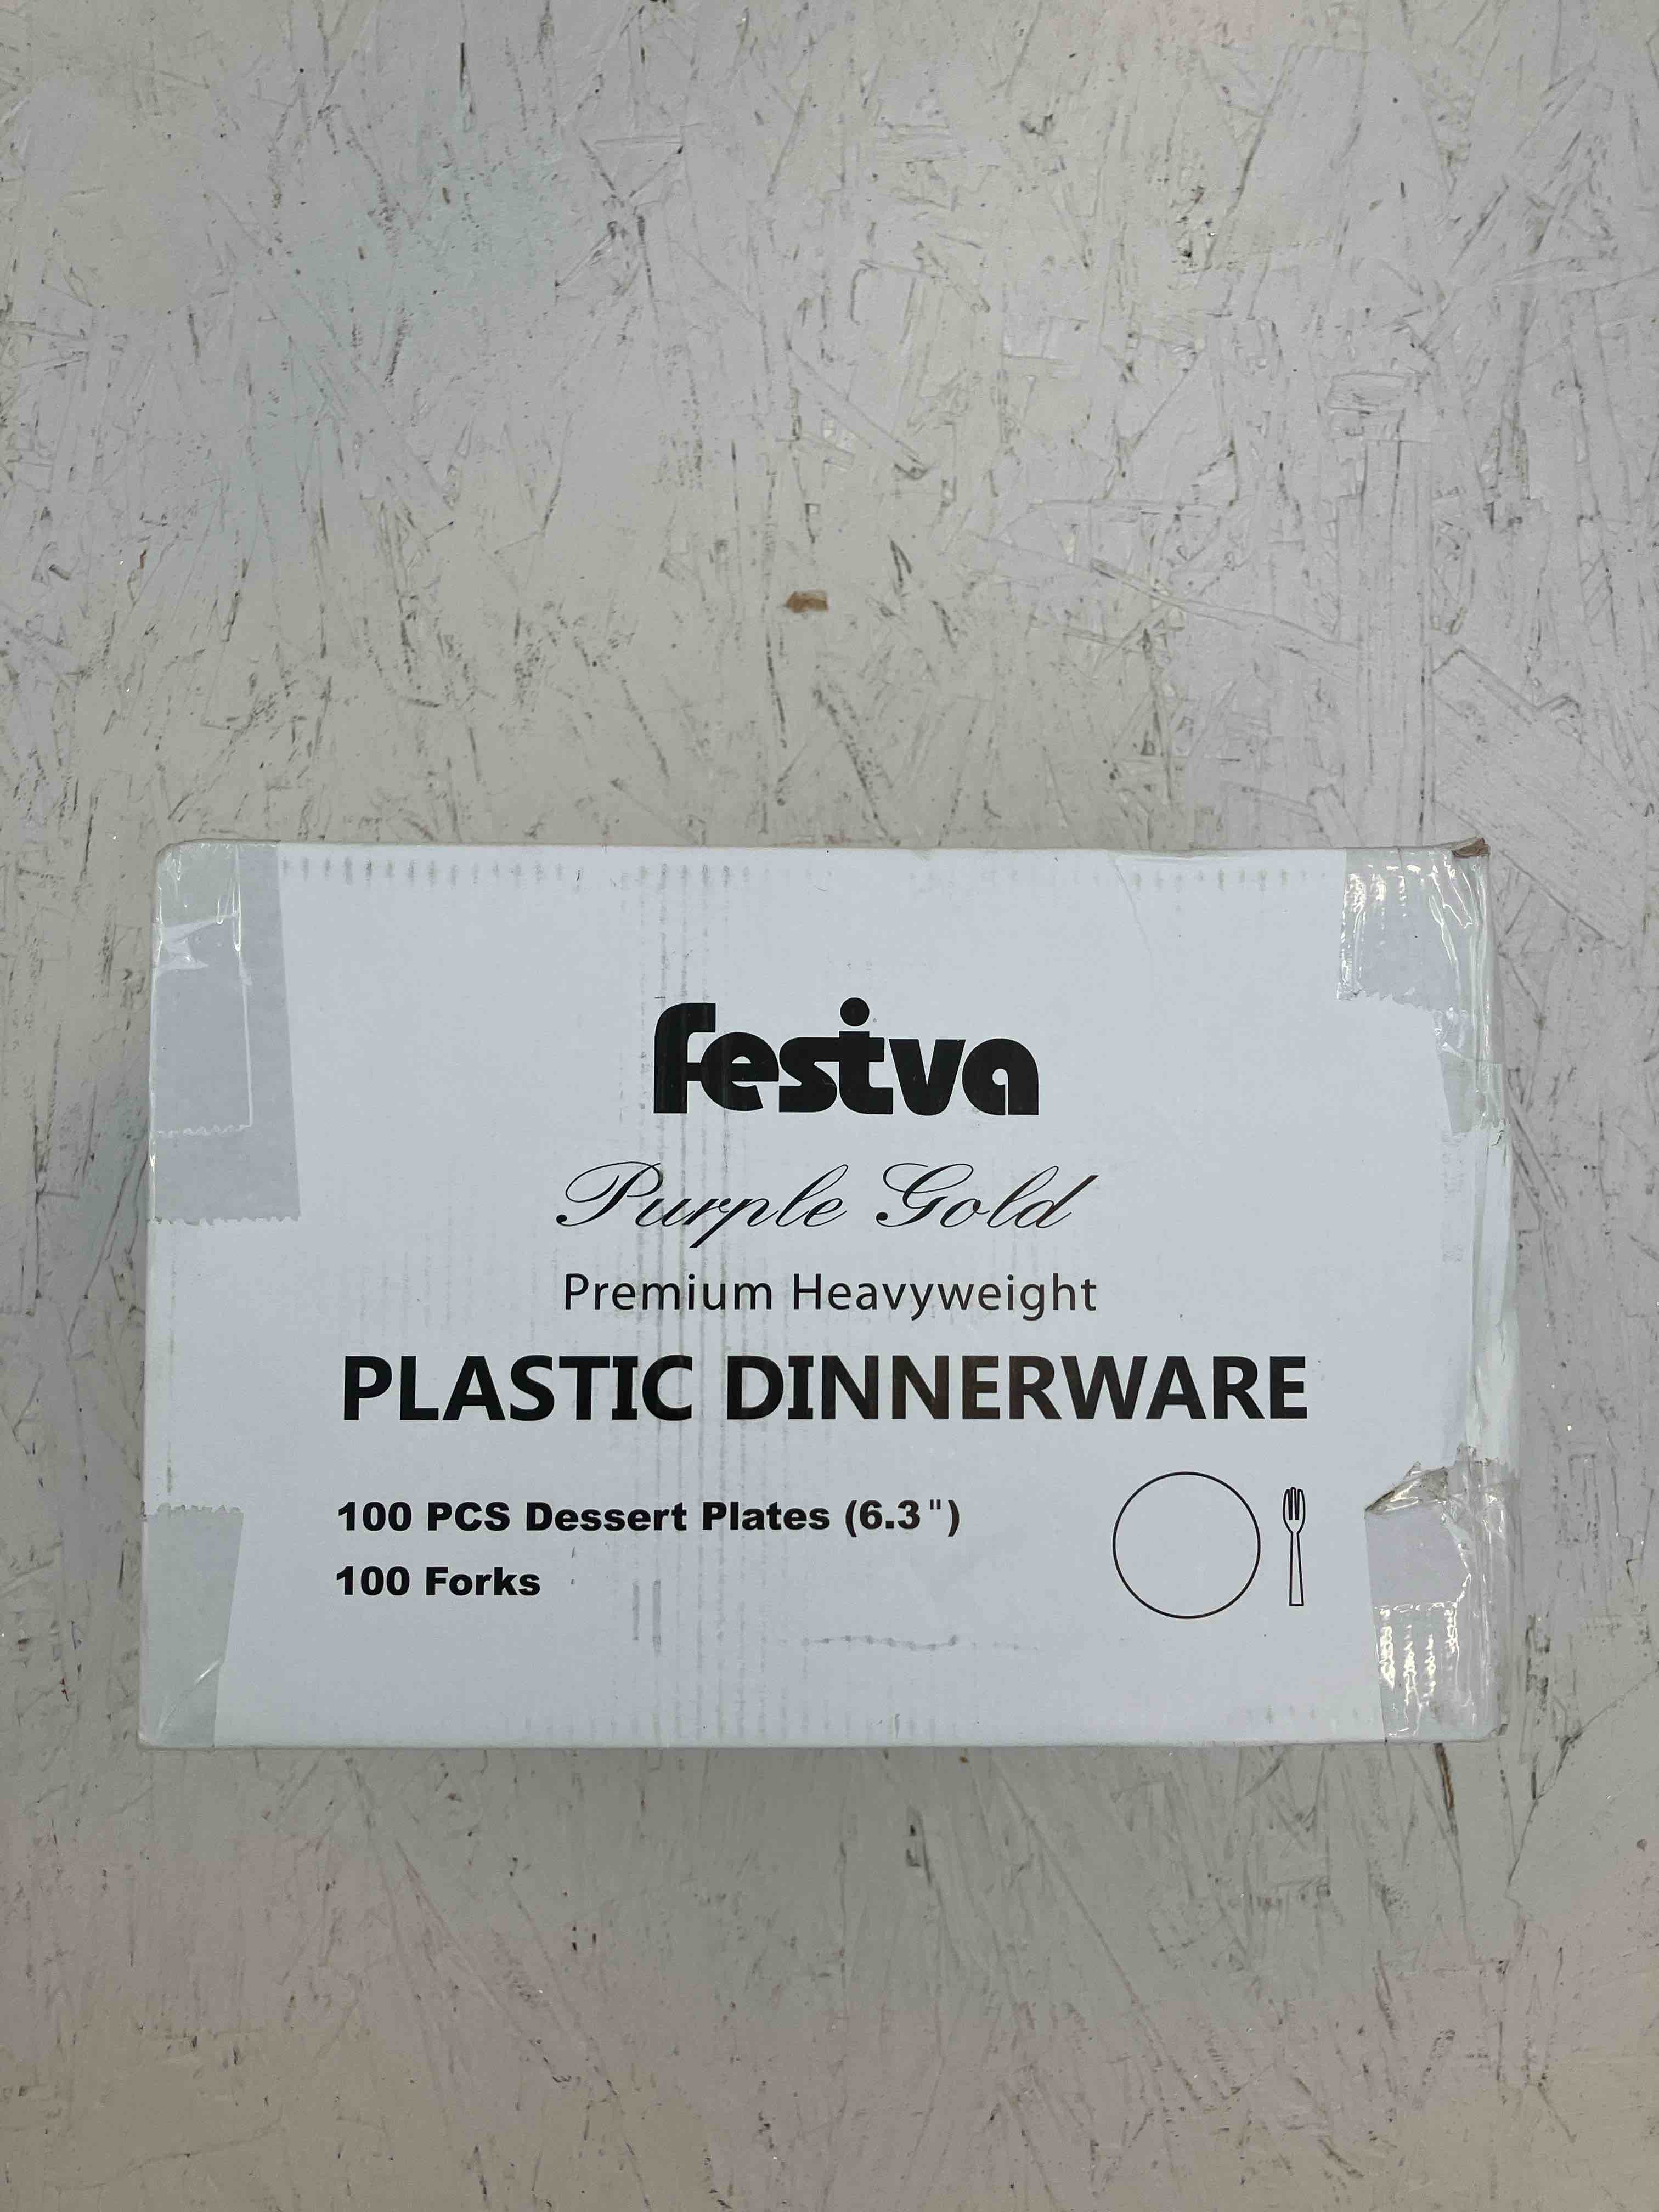 festva
Purple Gold
Premium Heavyweight
PLASTIC DINNERWARE
100 PCS Dessert Plates (6.3")
100 Forks